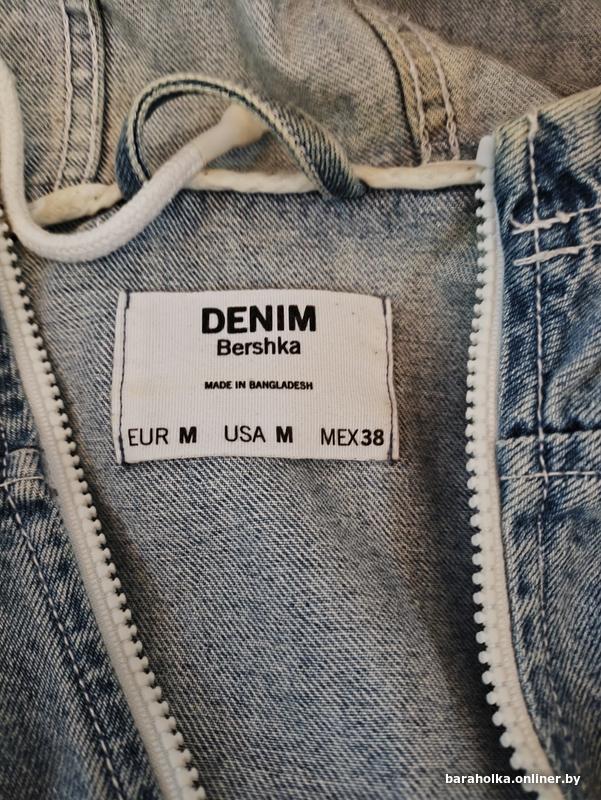 DENIM
Bershka
MADE IN BANGLADESH
EUR M USA M MEX 38
baraholka.onliner.by